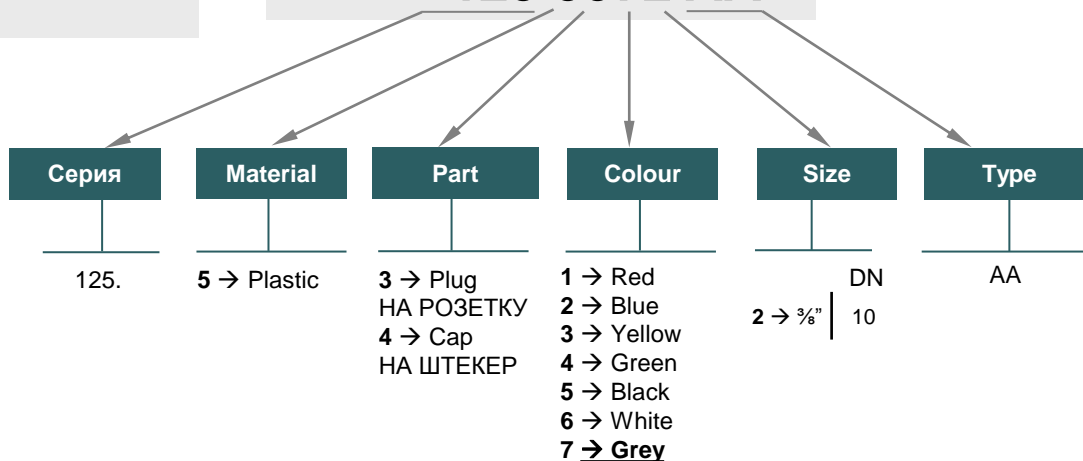 Серия
Material
Part
Colour
Size
Type
125.
5 → Plastic
3 → Plug
НА РОЗЕТКУ
4 → Cap
НА ШТЕКЕР
1 → Red
2 → Blue
3 → Yellow
4 → Green
5 → Black
6 → White
7 → Grey
DN
2 → ⅜” 10
AA